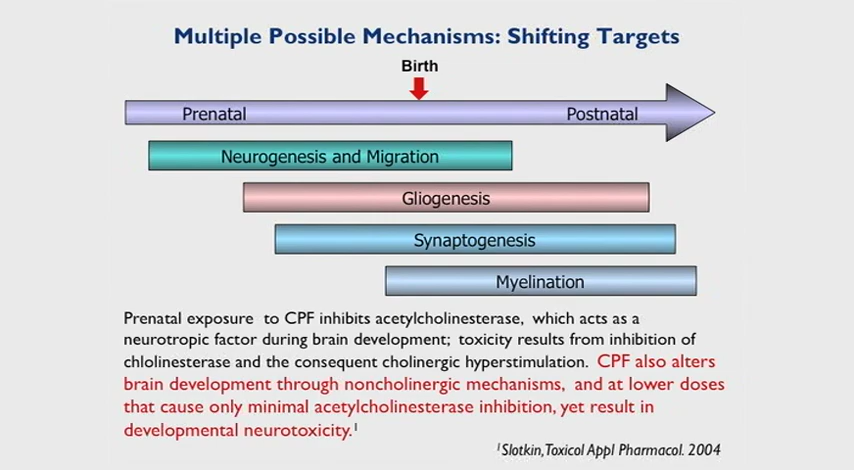 Multiple Possible Mechanisms: Shifting Targets
Birth
Prenatal Postnatal
Neurogenesis and Migration
Gliogenesis
Synaptogenesis
Myelination
Prenatal exposure to CPF inhibits acetylcholinesterase, which acts as a
neurotropic factor during brain development; toxicity results from inhibition of
chlolinesterase and the consequent cholinergic hyperstimulation. CPF also alters
brain development through noncholinergic mechanisms, and at lower doses
that cause only minimal acetylcholinesterase inhibition, yet result in
developmental neurotoxicity.¹
¹Slotkin, Toxicol Appl Pharmacol. 2004